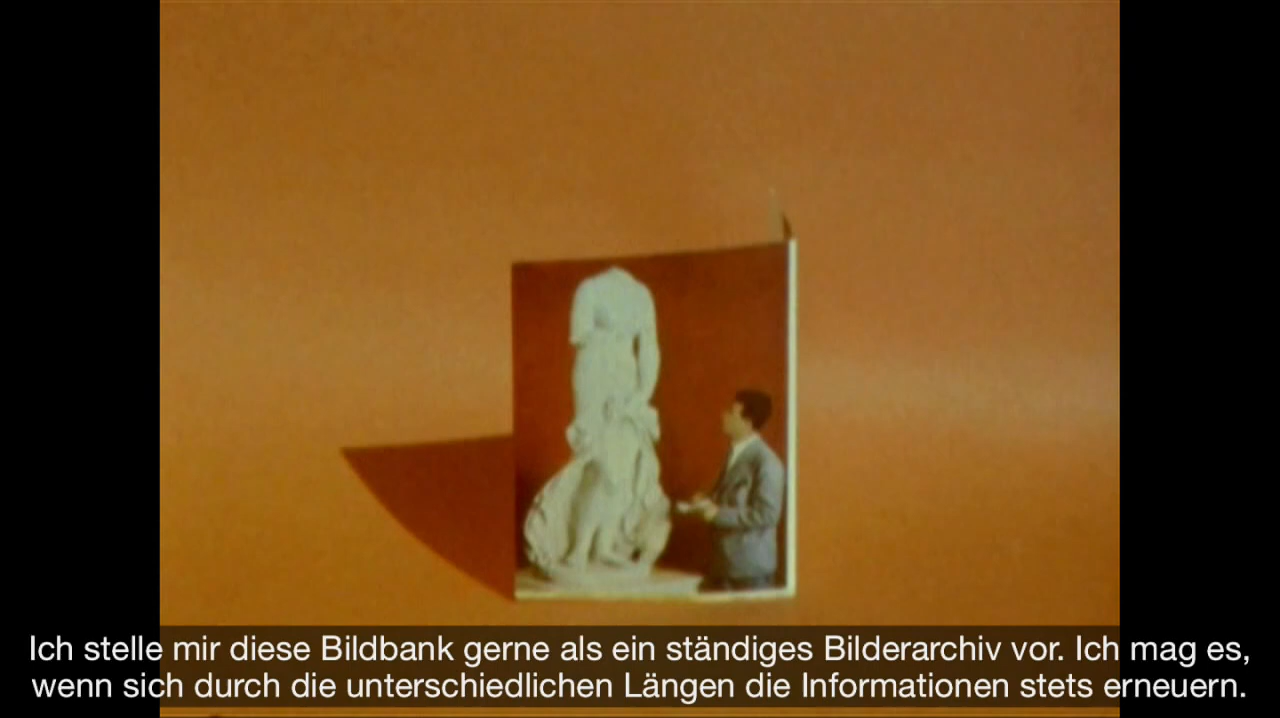 Ich stelle mir diese Bildbank gerne als ein ständiges Bilderarchiv vor. Ich mag es,
wenn sich durch die unterschiedlichen Längen die Informationen stets erneuern.